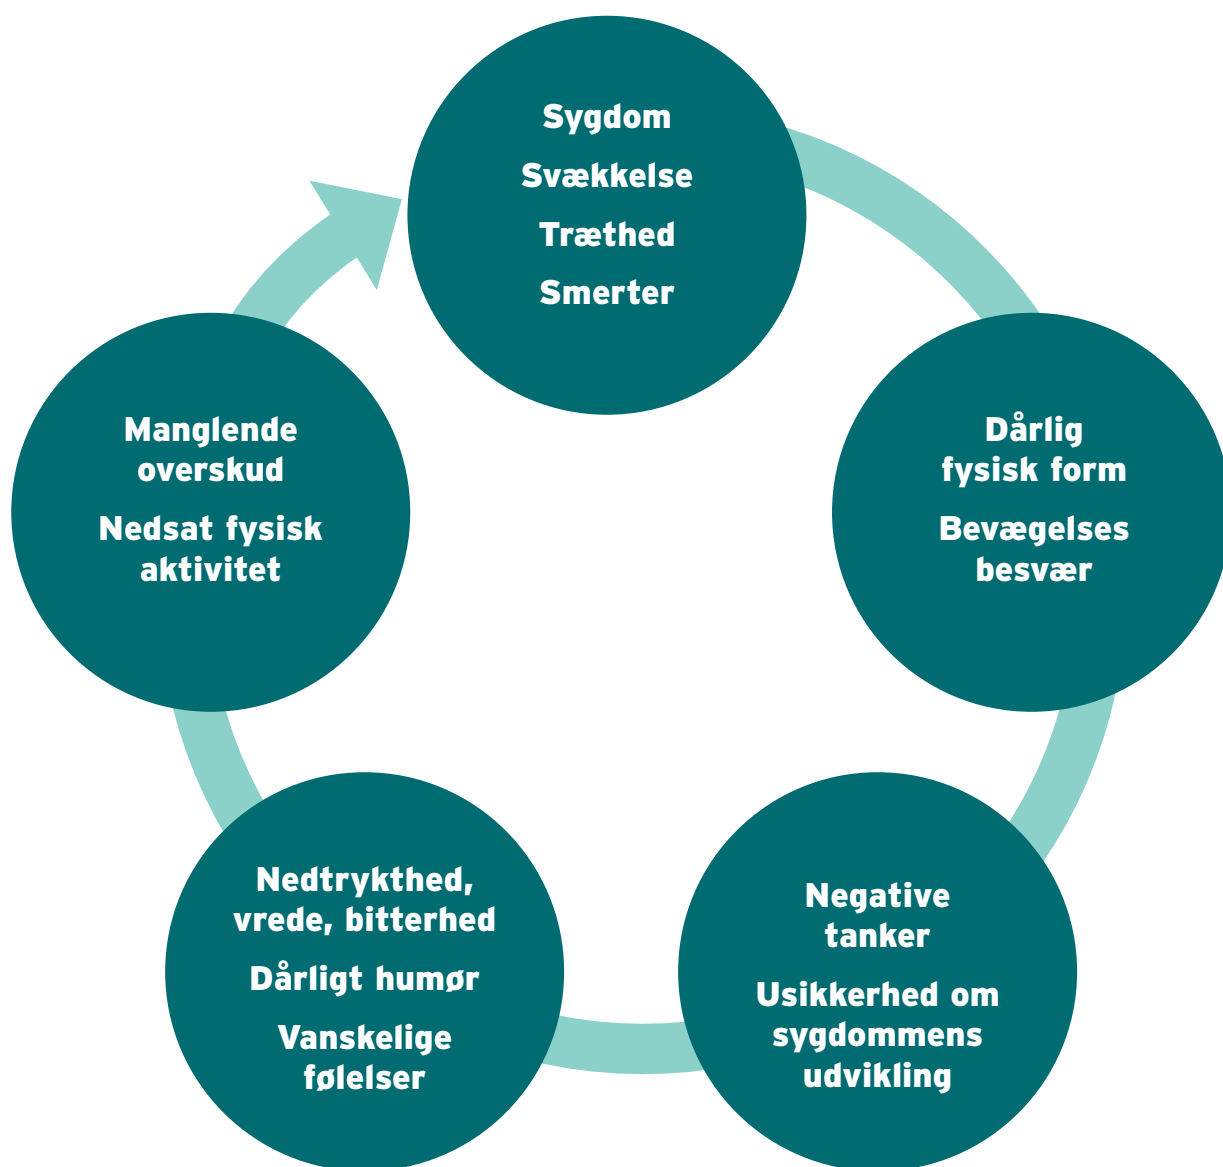 Sygdom
Svækkelse
Træthed
Smerter
Dårlig
fysisk form
Bevægelses
besvær
Negative
tanker
Usikkerhed om
sygdommens
udvikling
Nedtrykthed,
vrede, bitterhed
Dårligt humør
Vanskelige
følelser
Manglende
overskud
Nedsat fysisk
aktivitet